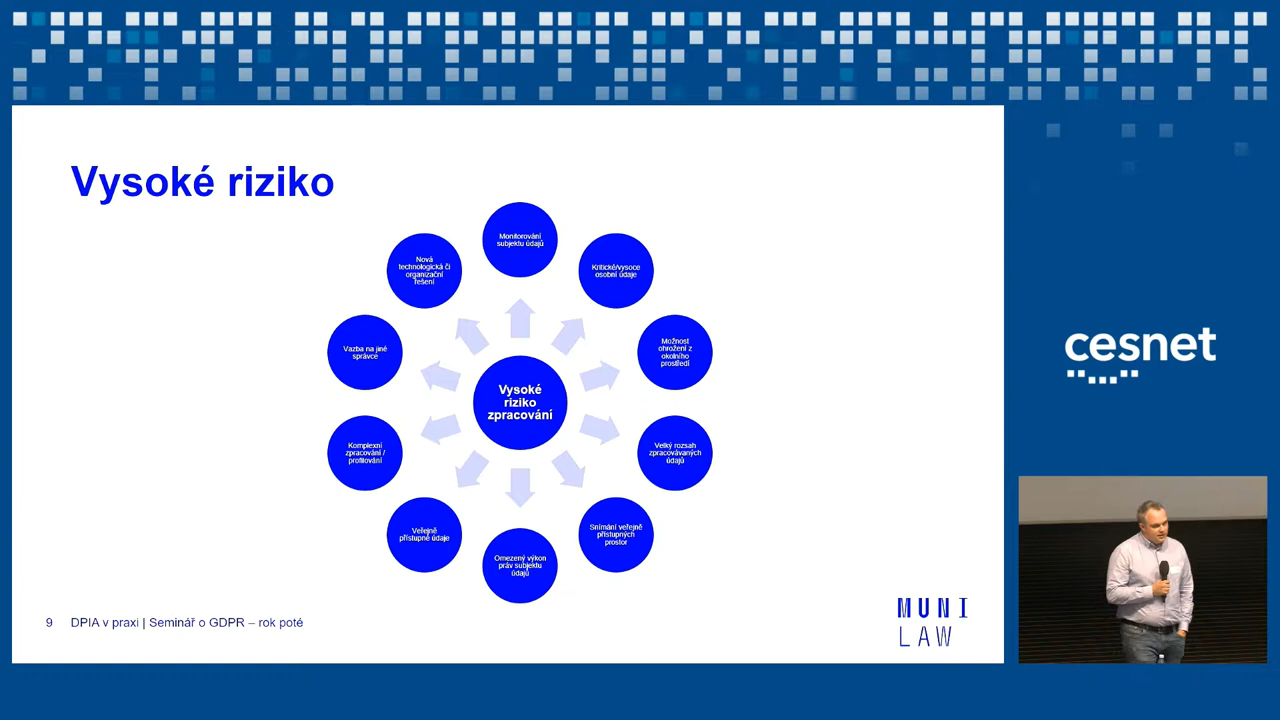 Vysoké riziko
Monitorování
subjektu údajů
Kritické/vysoce
osobní údaje
Možnost
ohrožení z
okolního
prostředí
Velký rozsah
zpracovávaných
údajů
Snímání veřejně
přístupných
prostor
Omezený výkon
práv subjektu
údajů
Veřejně
přístupné údaje
Komplexní
zpracování /
profilování
Vazba na jiné
správce
Nová
technologická či
organizační
řešení
Vysoké
riziko
zpracování
9 DPIA v praxi | Seminář o GDPR – rok poté
MUNI
LAW
cesnet